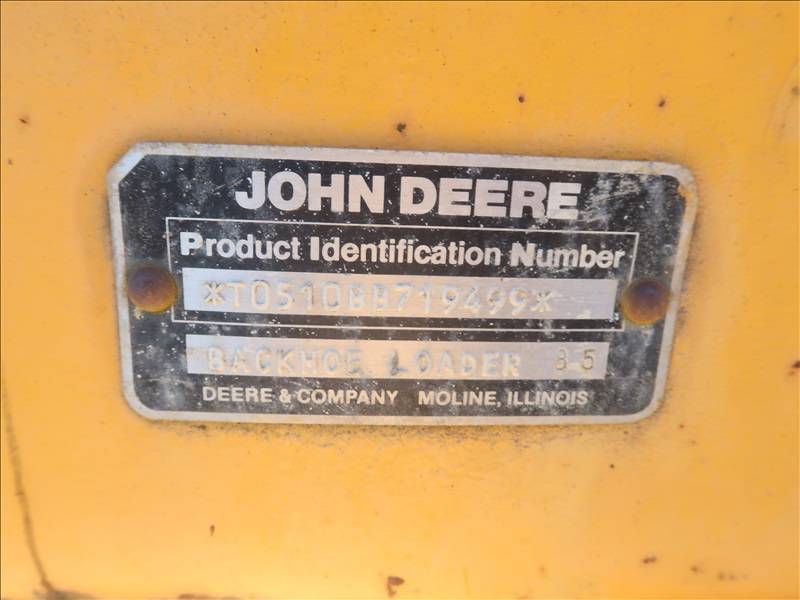 JOHN DEERE
Product Identification Number
*T0510BB719499*
BACKHOE LOADER 85
DEERE & COMPANY MOLINE, ILLINOIS